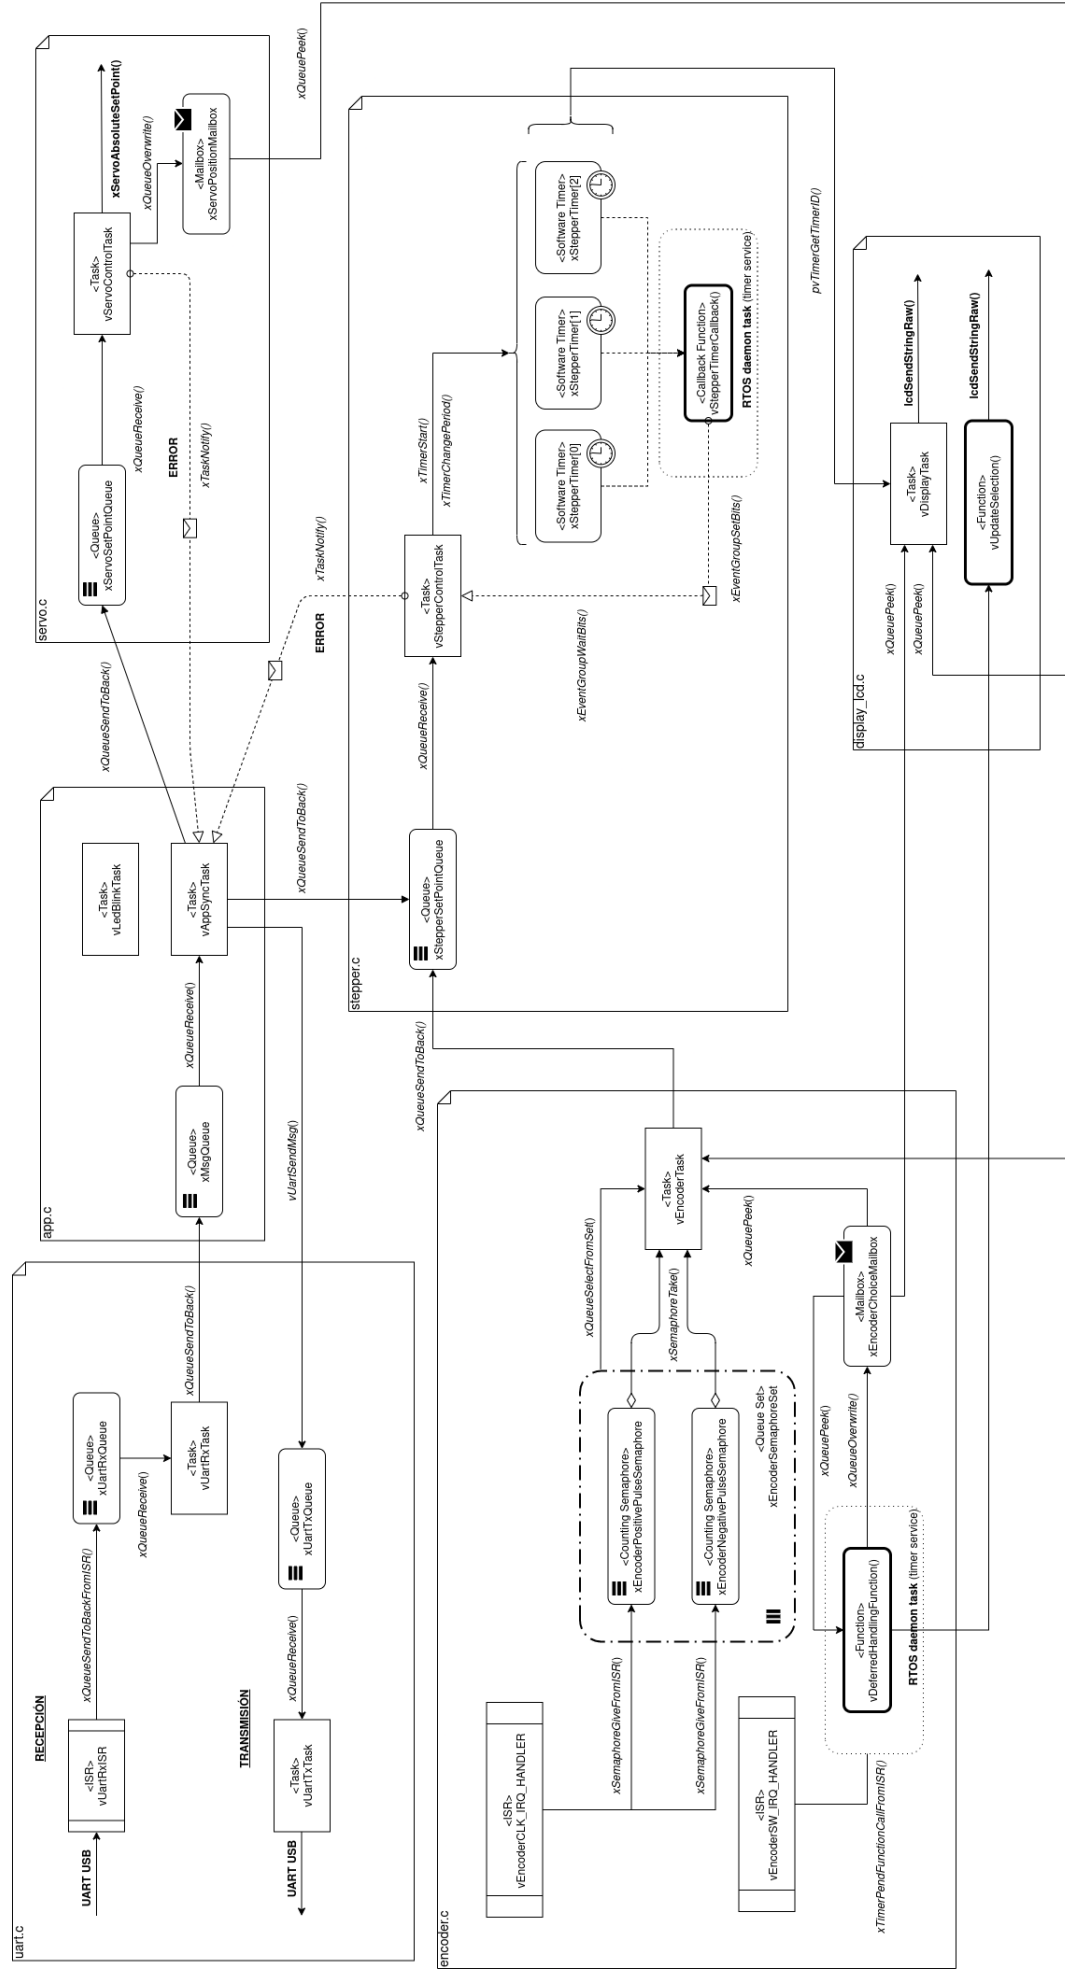 uart.c
RECEPCIÓN
UART USB
<ISR>
vUartRxISR
xQueueSendToBackFromISR()
<Queue>
xUartRxQueue
xQueueReceive()
<Task>
vUartRxTask
xQueueSendToBack()
TRANSMISIÓN
UART USB
<Task>
vUartTxTask
xQueueReceive()
<Queue>
xUartTxQueue
vUartSendMsg()
app.c
<Queue>
xMsgQueue
xQueueReceive()
<Task>
vLedBlinkTask
<Task>
vAppSyncTask
xQueueSendToBack()
xQueueSendToBack()
servo.c
<Queue>
xServoSetPointQueue
xQueueReceive()
ERROR
xTaskNotify()
<Task>
vServoControlTask
xServoAbsoluteSetPoint()
xQueueOverwrite()
<Mailbox>
xServoPositionMailbox
xQueuePeek()
ERROR
xTaskNotify()
stepper.c
<Queue>
xStepperSetPointQueue
xQueueReceive()
<Task>
vStepperControlTask
xTimerStart()
xTimerChangePeriod()
<Software Timer>
xStepperTimer[0]
<Software Timer>
xStepperTimer[1]
<Software Timer>
xStepperTimer[2]
<Callback Function>
vStepperTimerCallback()
RTOS daemon task (timer service)
xEventGroupSetBits()
xEventGroupWaitBits()
pvTimerGetTimerID()
encoder.c
<ISR>
vEncoderCLK_IRQ_HANDLER
xSemaphoreGiveFromISR()
xSemaphoreGiveFromISR()
<Counting Semaphore>
xEncoderPositivePulseSemaphore
<Counting Semaphore>
xEncoderNegativePulseSemaphore
<Queue Set>
xEncoderSemaphoreSet
xQueueSelectFromSet()
xSemaphoreTake()
<Task>
vEncoderTask
xQueueSendToBack()
xQueuePeek()
<ISR>
vEncoderSW_IRQ_HANDLER
xTimerPendFunctionCallFromISR()
<Function>
vDeferredHandlingFunction()
RTOS daemon task (timer service)
xQueuePeek()
xQueueOverwrite()
<Mailbox>
xEncoderChoiceMailbox
display_lcd.c
xQueuePeek()
xQueuePeek()
<Task>
vDisplayTask
lcdSendStringRaw()
<Function>
vUpdateSelection()
lcdSendStringRaw()